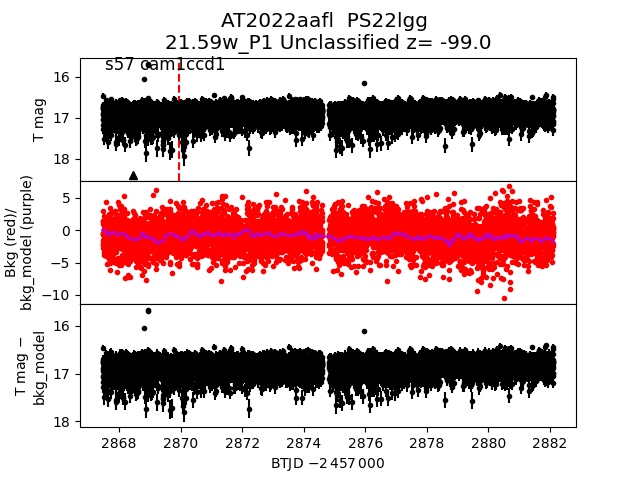 AT2022aafl  PS22lgg
21.59w_P1 Unclassified z= -99.0
s57 cam1ccd1
16
17
18
T mag
5
0
−5
−10
Bkg (red)/
bkg_model (purple)
16
17
18
T mag −
bkg_model
2868 2870 2872 2874 2876 2878 2880 2882
BTJD −2 457 000